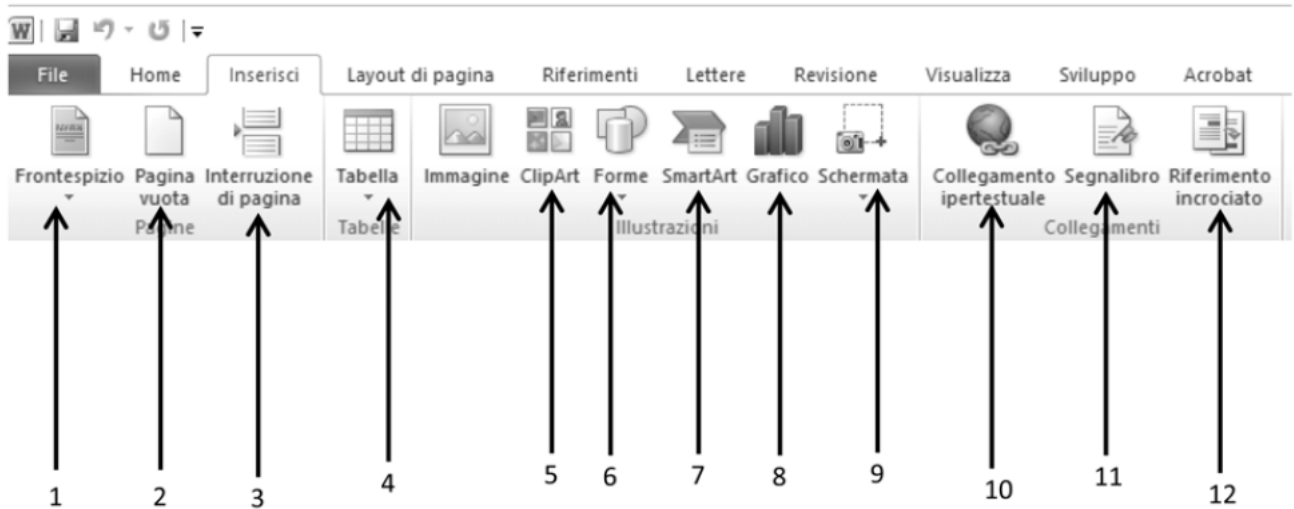 W
File Home Inserisci Layout di pagina Riferimenti Lettere Revisione Visualizza Sviluppo Acrobat
Frontespizio Pagina Interruzione Tabella Immagine ClipArt Forme SmartArt Grafico Schermata Collegamento Segnalibro Riferimento
vuota di pagina ipertestuale incrociato
Pagine Tabelle Illustrazioni Collegamenti
1 2 3 4 5 6 7 8 9 10 11 12